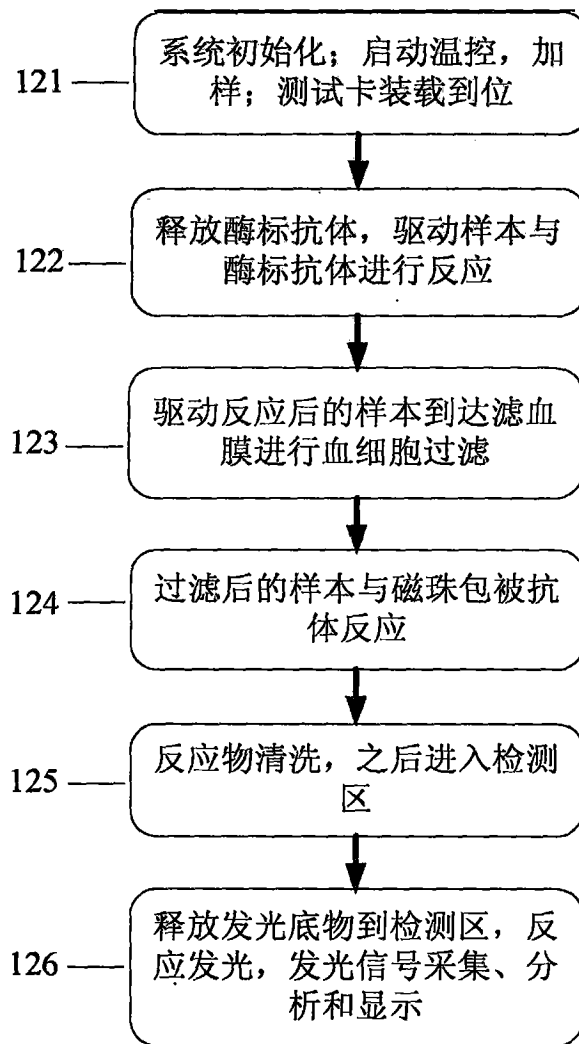 系统初始化；启动温控，加
样；测试卡装载到位
121
释放酶标抗体，驱动样本与
酶标抗体进行反应
122
驱动反应后的样本到达滤血
膜进行血细胞过滤
123
过滤后的样本与磁珠包被抗
体反应
124
反应物清洗，之后进入检测
区
125
释放发光底物到检测区，反
应发光，发光信号采集、分
析和显示
126